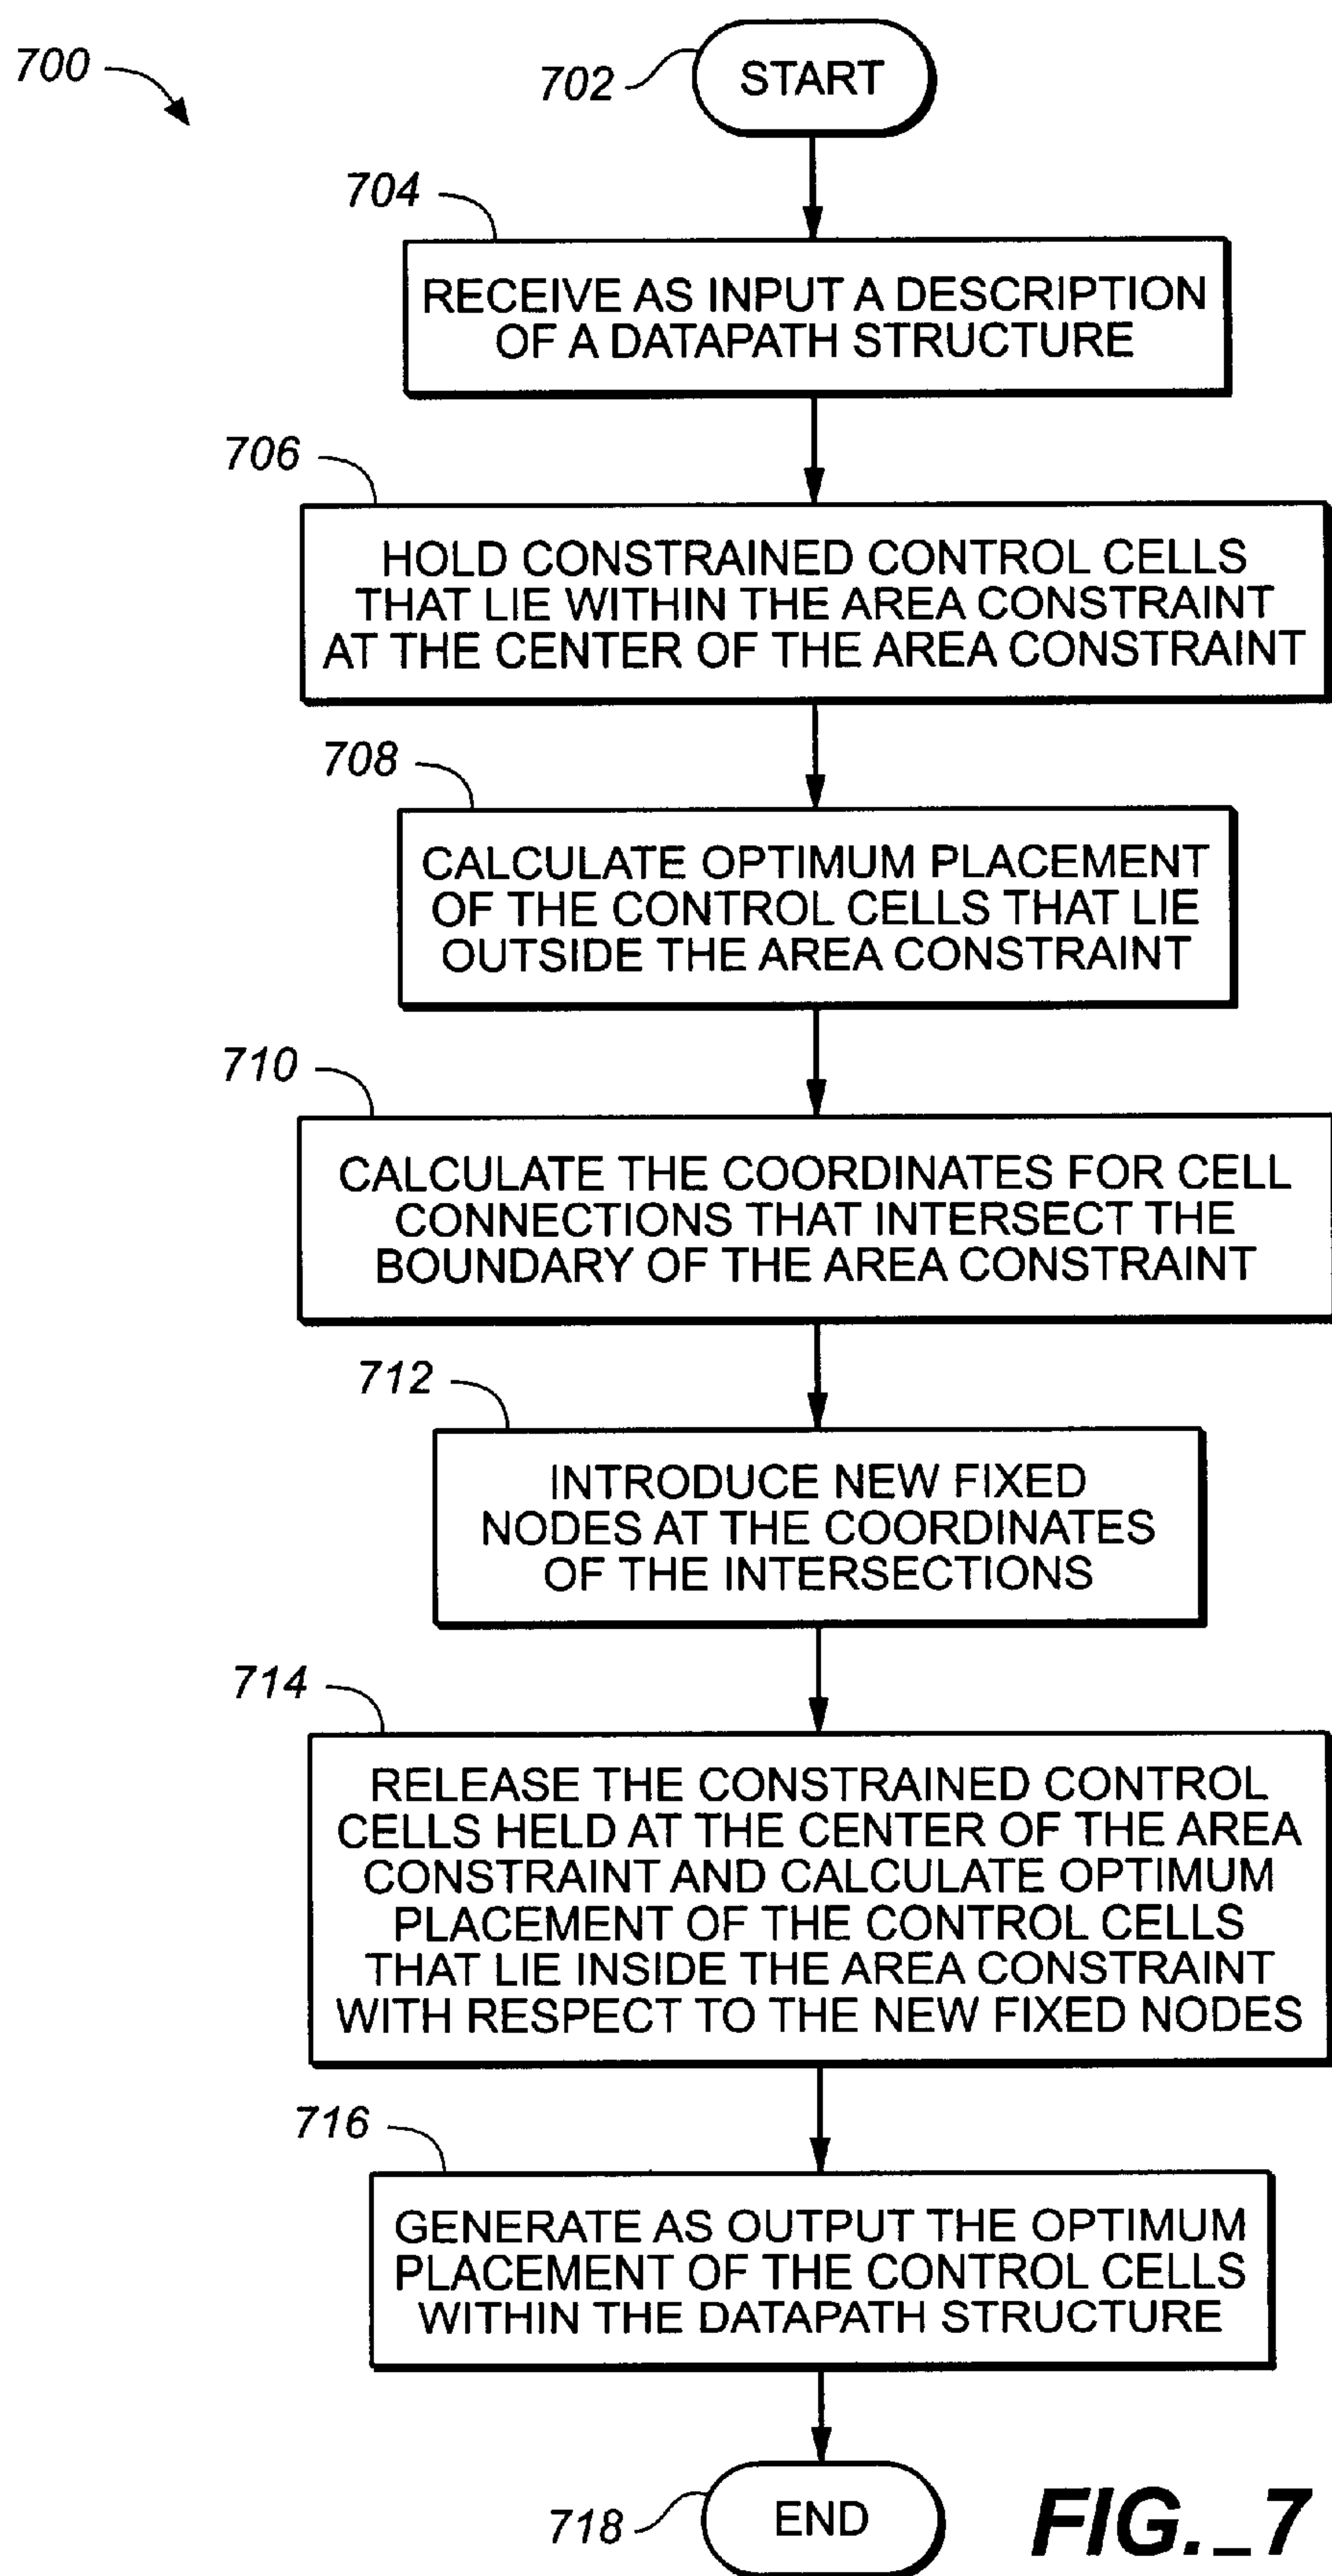 700
702
START
704
RECEIVE AS INPUT A DESCRIPTION
OF A DATAPATH STRUCTURE
706
HOLD CONSTRAINED CONTROL CELLS
THAT LIE WITHIN THE AREA CONSTRAINT
AT THE CENTER OF THE AREA CONSTRAINT
708
CALCULATE OPTIMUM PLACEMENT
OF THE CONTROL CELLS THAT LIE
OUTSIDE THE AREA CONSTRAINT
710
CALCULATE THE COORDINATES FOR CELL
CONNECTIONS THAT INTERSECT THE
BOUNDARY OF THE AREA CONSTRAINT
712
INTRODUCE NEW FIXED
NODES AT THE COORDINATES
OF THE INTERSECTIONS
714
RELEASE THE CONSTRAINED CONTROL
CELLS HELD AT THE CENTER OF THE AREA
CONSTRAINT AND CALCULATE OPTIMUM
PLACEMENT OF THE CONTROL CELLS
THAT LIE INSIDE THE AREA CONSTRAINT
WITH RESPECT TO THE NEW FIXED NODES
716
GENERATE AS OUTPUT THE OPTIMUM
PLACEMENT OF THE CONTROL CELLS
WITHIN THE DATAPATH STRUCTURE
718
END
FIG._7